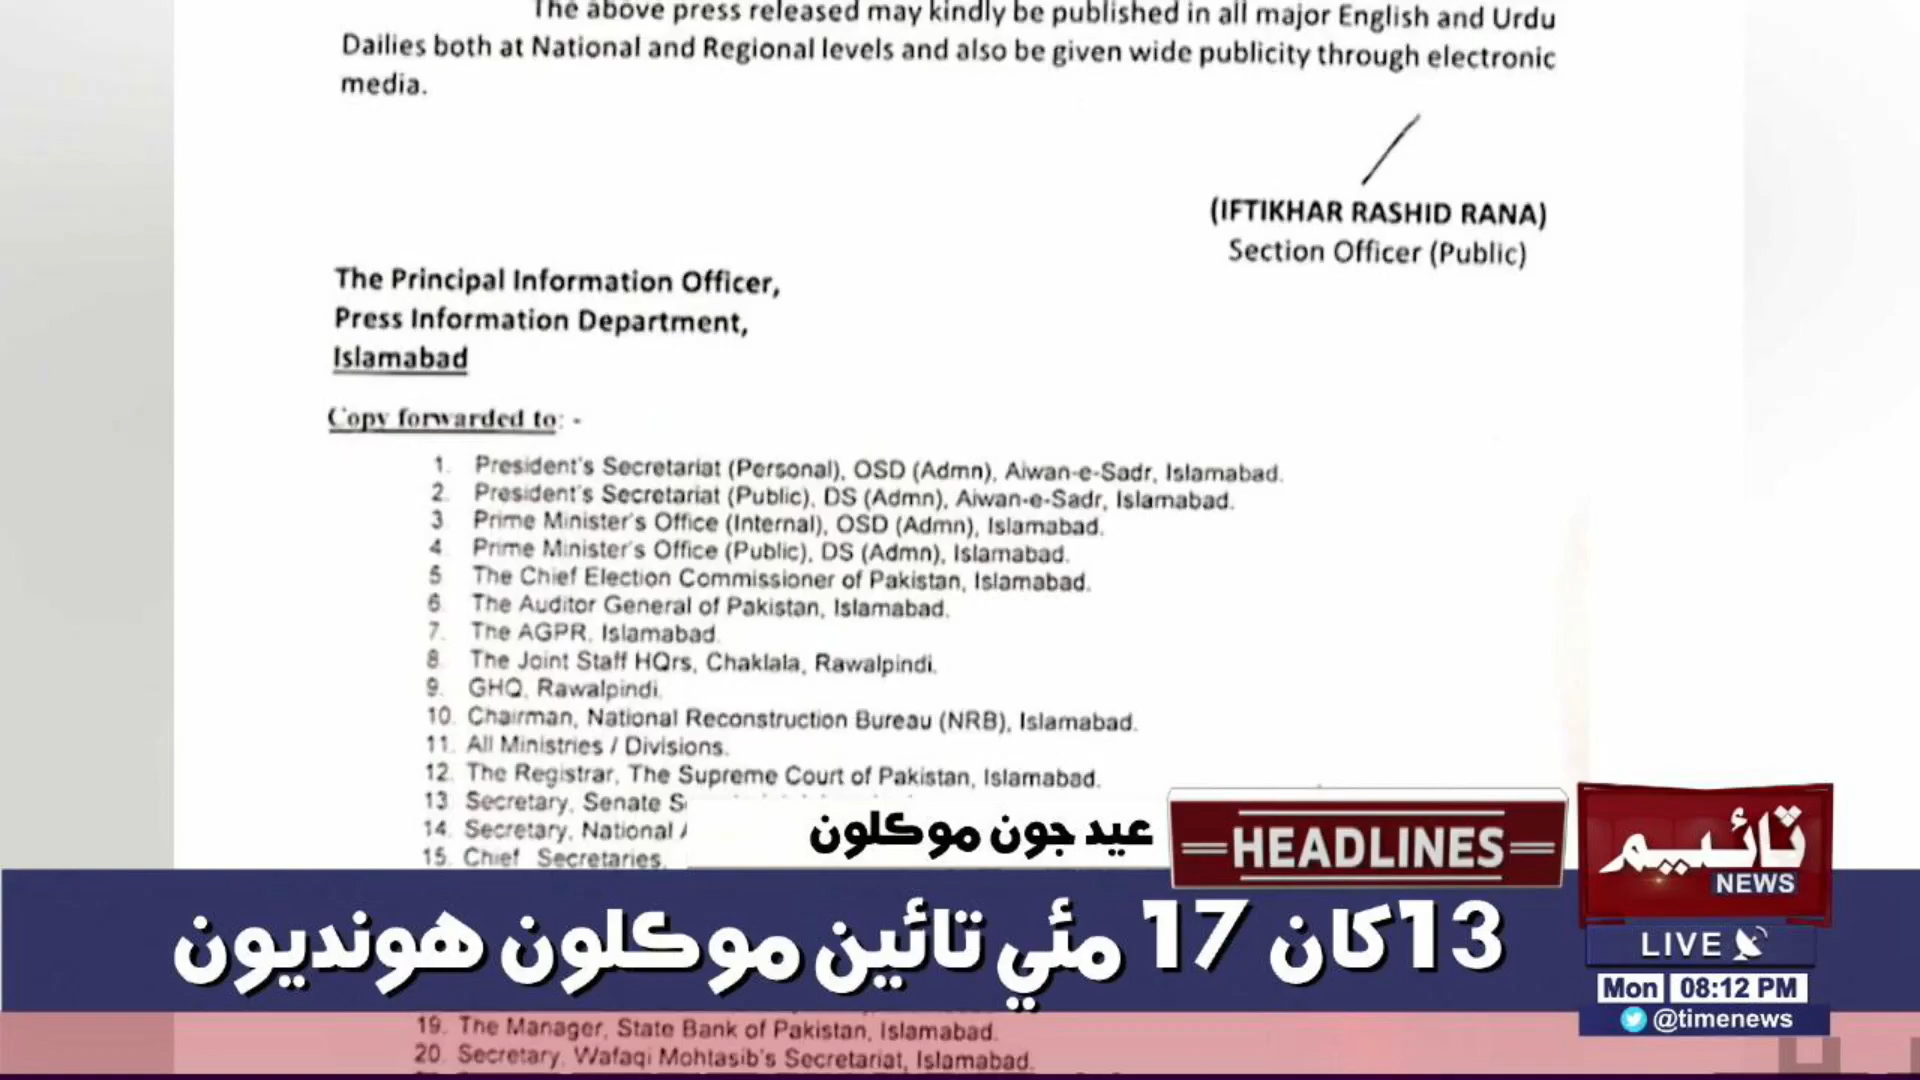 The above press released may kindly be published in all major English and Urdu
Dailies both at National and Regional levels and also be given wide publicity through electronic
media.
(IFTIKHAR RASHID RANA)
Section Officer (Public)
The Principal Information Officer,
Press Information Department,
Islamabad
Copy forwarded to: -
1. President's Secretariat (Personal), OSD (Admn), Aiwan-e-Sadr, Islamabad.
2. President's Secretariat (Public), DS (Admn), Aiwan-e-Sadr, Islamabad.
3 Prime Minister's Office (Internal), OSD (Admn), Islamabad.
4 Prime Minister's Office (Public), DS (Admn), Islamabad.
5 The Chief Election Commissioner of Pakistan, Islamabad.
6. The Auditor General of Pakistan, Islamabad.
7. The AGPR, Islamabad.
8. The Joint Staff HQrs, Chaklala, Rawalpindi.
9. GHQ, Rawalpindi.
10. Chairman, National Reconstruction Bureau (NRB), Islamabad.
11. All Ministries / Divisions.
12. The Registrar, The Supreme Court of Pakistan, Islamabad.
13 Secretary, Senate
14. Secretary, National
15. Chief Secretaries,
عيد جون موڪلون
HEADLINES
ٽائيم
NEWS
13 کان 17 مئي تائين موڪلون هونديون
LIVE
Mon 08:12 PM
@timenews
19. The Manager, State Bank of Pakistan, Islamabad.
20. Secretary, Wafaqi Mohtasib's Secretariat, Islamabad.